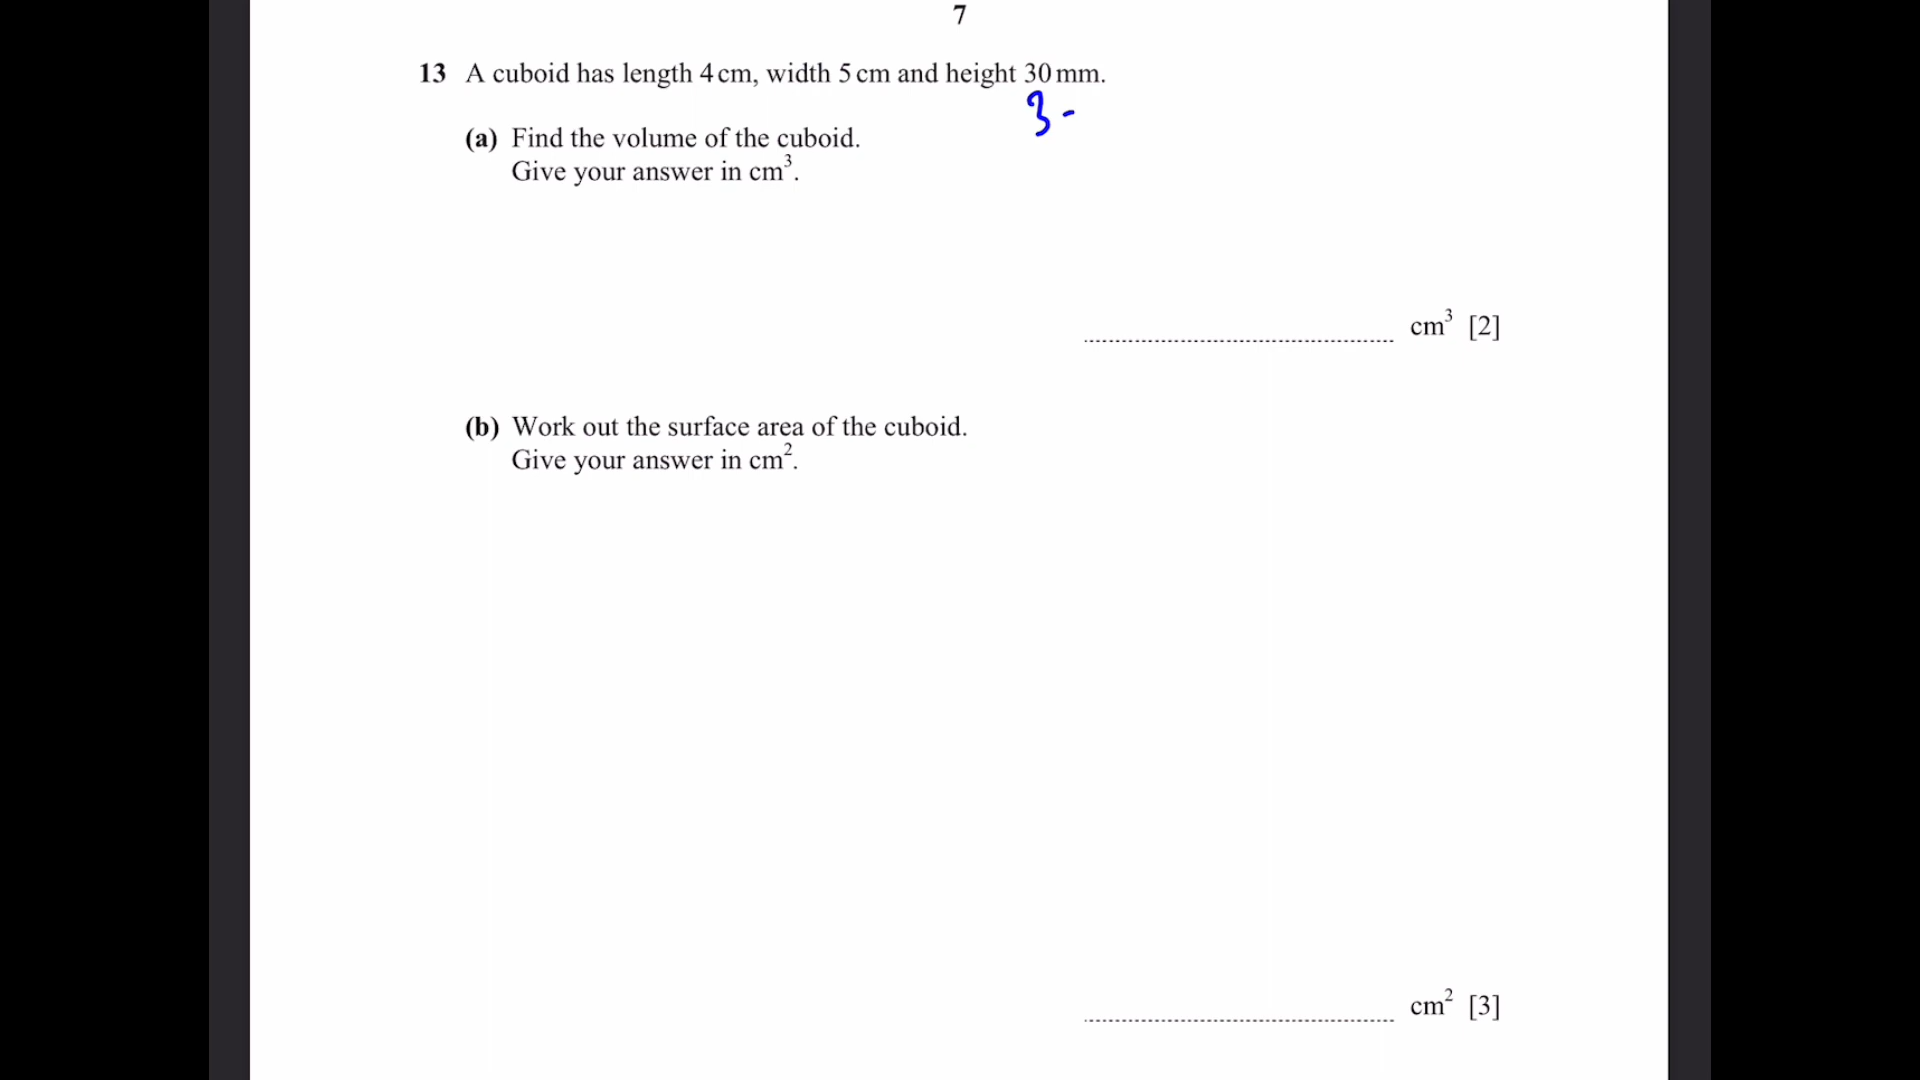 7
13 A cuboid has length 4 cm, width 5 cm and height 30 mm.
3 -
(a) Find the volume of the cuboid.
Give your answer in cm³.
cm³ [2]
(b) Work out the surface area of the cuboid.
Give your answer in cm².
cm² [3]